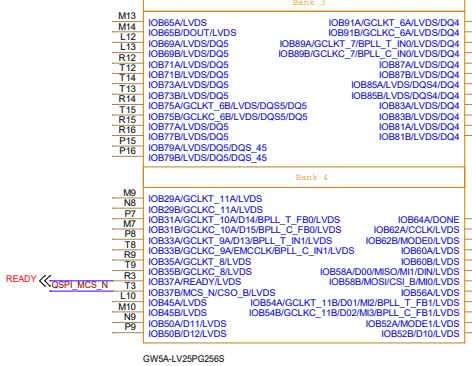 Bank 3
M13 IOB65A/LVDS IOB91A/GCLKT_6A/LVDS/DQ4
M14 IOB65B/DOUT/LVDS IOB91B/GCLKC_6A/LVDS/DQ4
L12 IOB69A/LVDS/DQ5 IOB89A/GCLKT_7/BPLL_T_IN0/LVDS/DQ4
L13 IOB69B/LVDS/DQ5 IOB89B/GCLKC_7/BPLL_C_IN0/LVDS/DQ4
R12 IOB71A/LVDS/DQ5 IOB87A/LVDS/DQ4
T12 IOB71B/LVDS/DQ5 IOB87B/LVDS/DQ4
T14 IOB73A/LVDS/DQ5 IOB85A/LVDS/DQS4/DQ4
T13 IOB73B/LVDS/DQ5 IOB85B/LVDS/DQS4/DQ4
R14 IOB75A/GCLKT_6B/LVDS/DQS5/DQ5 IOB83A/LVDS/DQ4
T15 IOB75B/GCLKC_6B/LVDS/DQS5/DQ5 IOB83B/LVDS/DQ4
R15 IOB77A/LVDS/DQ5 IOB81A/LVDS/DQ4
R16 IOB77B/LVDS/DQ5 IOB81B/LVDS/DQ4
P15 IOB79A/LVDS/DQ5/DQS_45
P16 IOB79B/LVDS/DQ5/DQS_45
Bank 4
M9 IOB29A/GCLKT_11A/LVDS
N8 IOB29B/GCLKC_11A/LVDS
P7 IOB31A/GCLKT_10A/D14/BPLL_T_FB0/LVDS IOB64A/DONE
M7 IOB31B/GCLKC_10A/D15/BPLL_C_FB0/LVDS IOB62A/CCLK/LVDS
P8 IOB33A/GCLKT_9A/D13/BPLL_T_IN1/LVDS IOB62B/MODE0/LVDS
T8 IOB33B/GCLKC_9A/EMCCLK/BPLL_C_IN1/LVDS IOB60A/LVDS
R9 IOB35A/GCLKT_8/LVDS IOB60B/LVDS
T9 IOB35B/GCLKC_8/LVDS IOB58A/D00/MISO/MI1/DIN/LVDS
READY R3 IOB37A/READY/LVDS IOB58B/MOSI/CSI_B/MI0/LVDS
QSPI_MCS_N T3 IOB37B/MCS_N/CSO_B/LVDS IOB56A/LVDS
L10 IOB45A/LVDS IOB54A/GCLKT_11B/D01/MI2/BPLL_T_FB1/LVDS
M10 IOB45B/LVDS IOB54B/GCLKC_11B/D02/MI3/BPLL_C_FB1/LVDS
N9 IOB50A/D11/LVDS IOB52A/MODE1/LVDS
P9 IOB50B/D12/LVDS IOB52B/D10/LVDS
GW5A-LV25PG256S